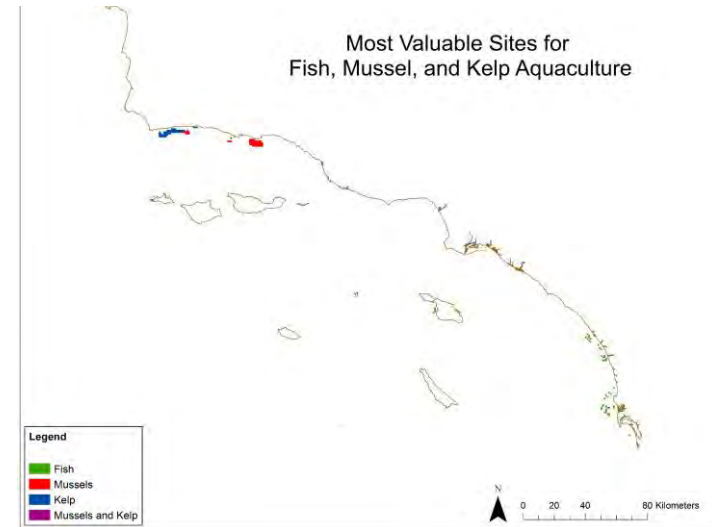 Most Valuable Sites for
Fish, Mussel, and Kelp Aquaculture
Legend
Fish
Mussels
Kelp
Mussels and Kelp
N
0 20 40 80 Kilometers